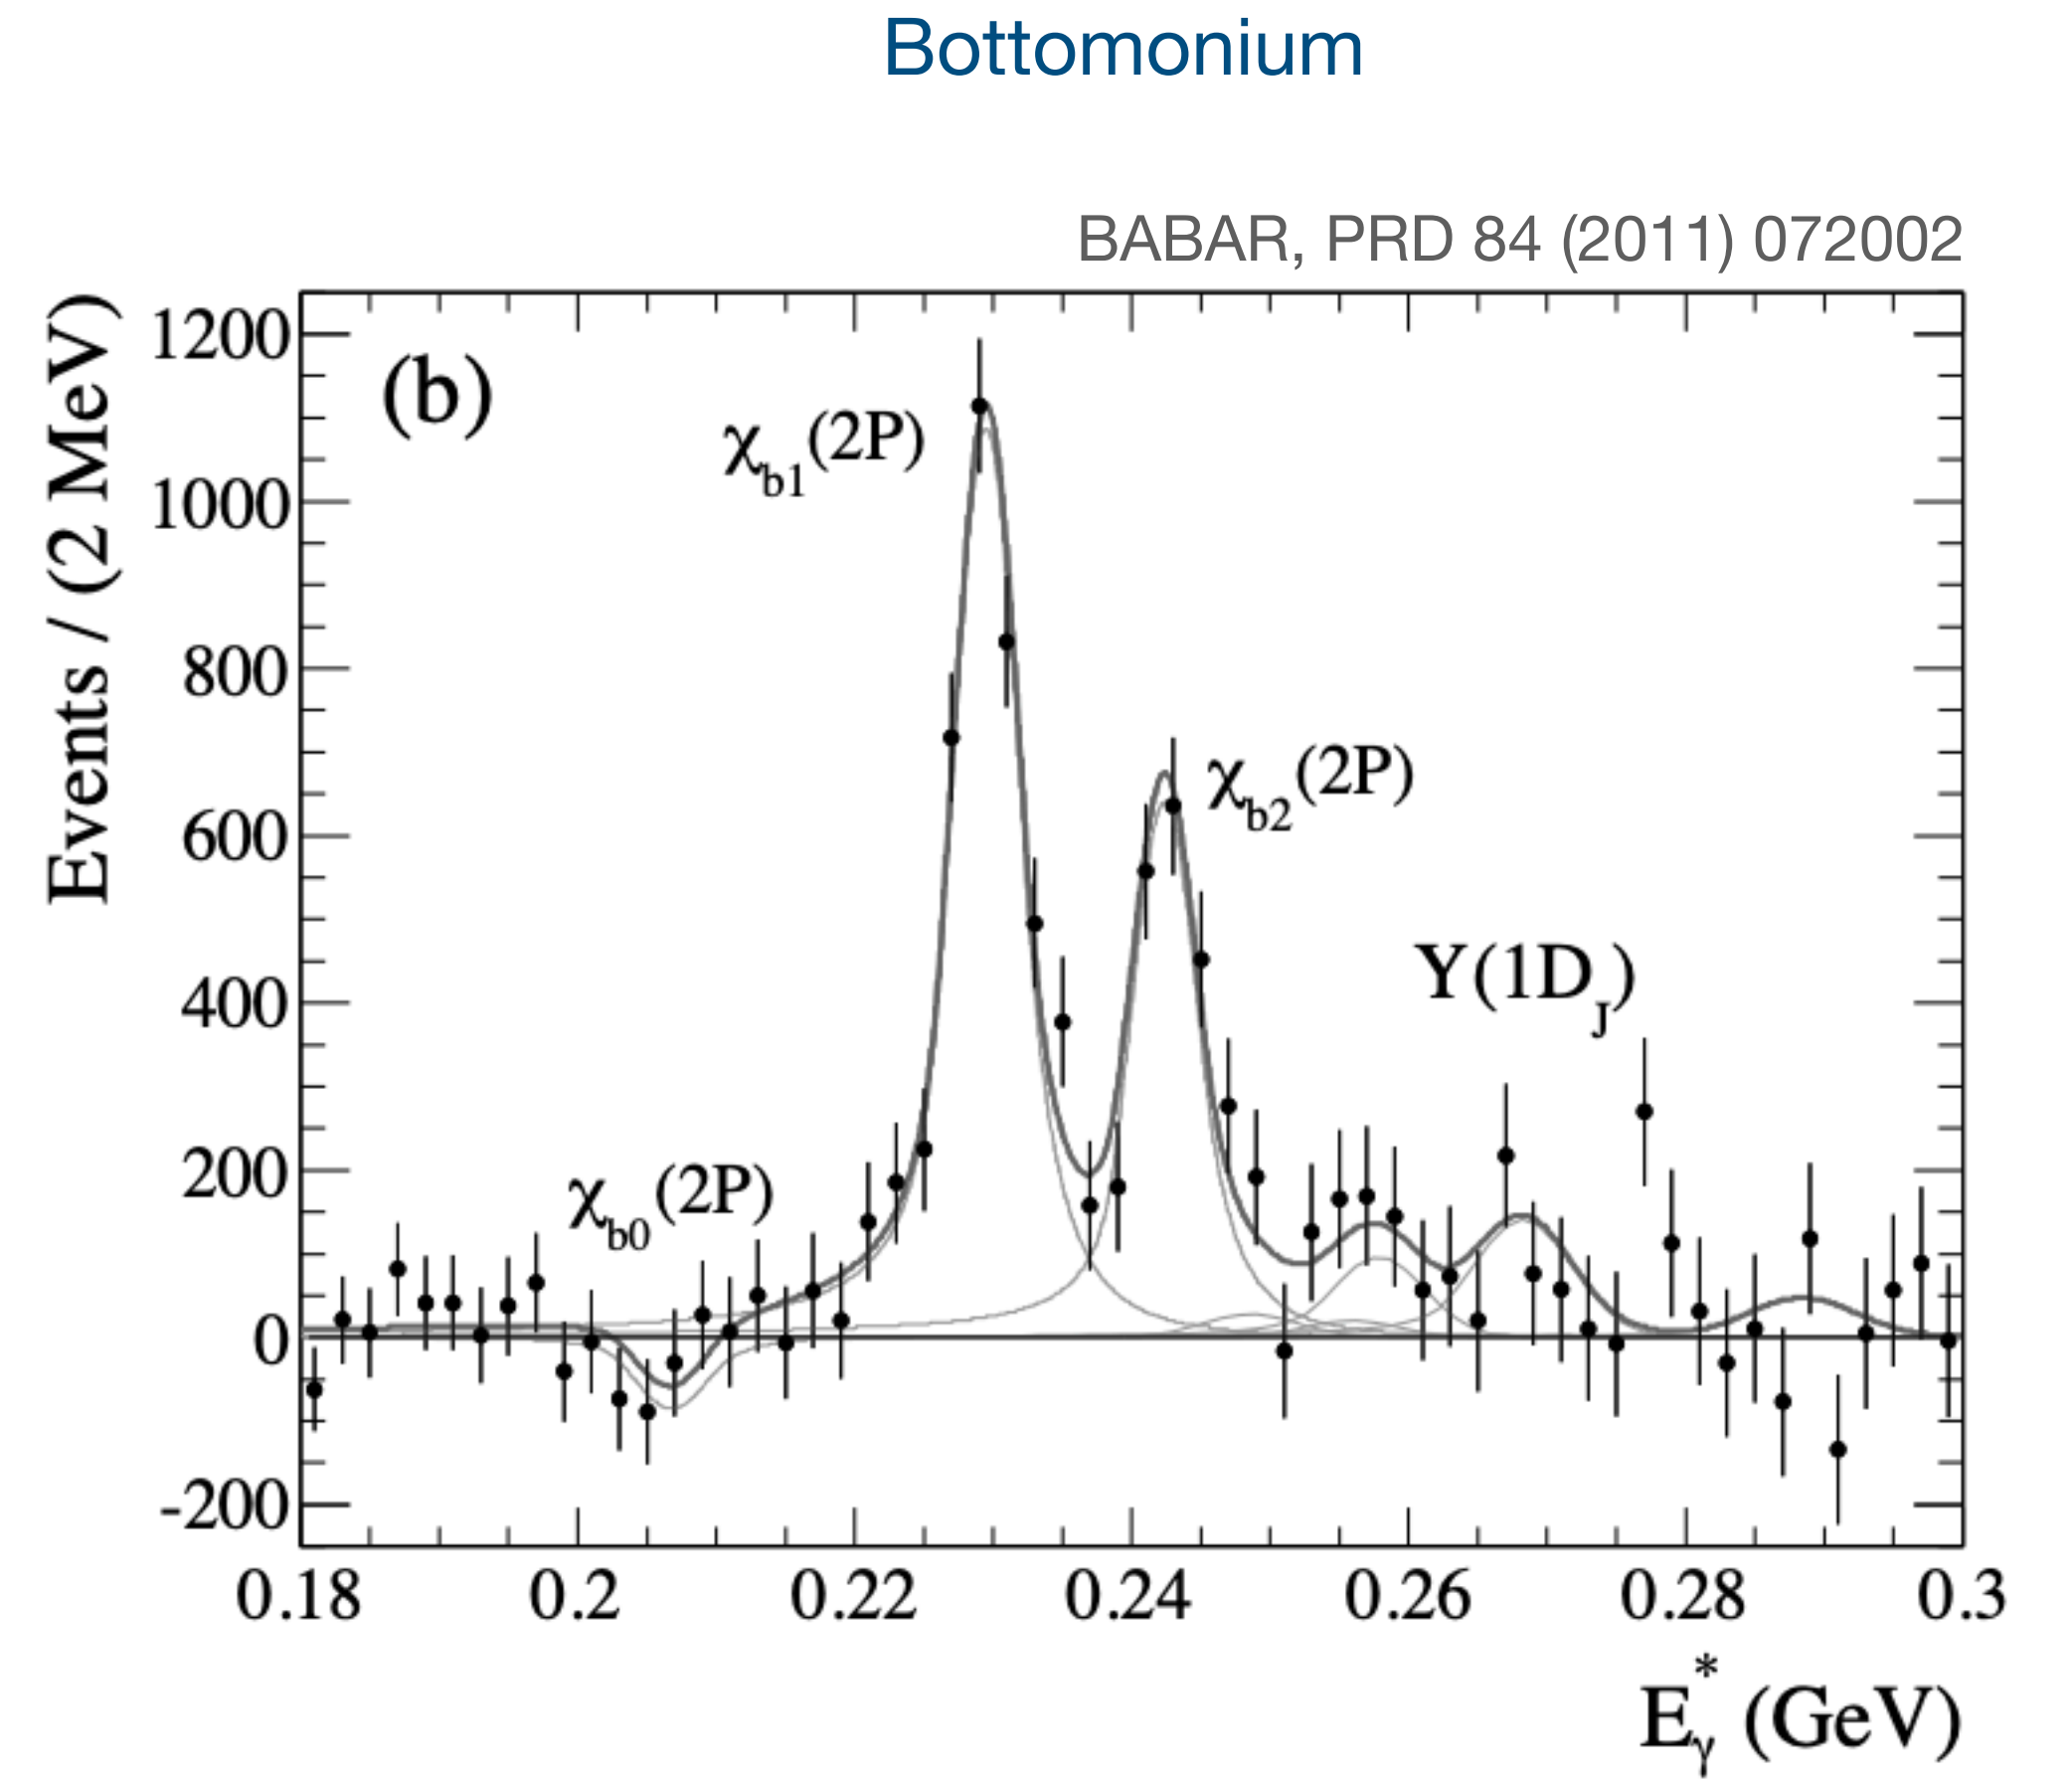 Bottomonium
BABAR, PRD 84 (2011) 072002
Events / (2 MeV)
1200
1000
800
600
400
200
0
-200
(b)
χb1(2P)
χb2(2P)
Υ(1DJ)
χb0(2P)
0.18 0.2 0.22 0.24 0.26 0.28 0.3
E*γ (GeV)